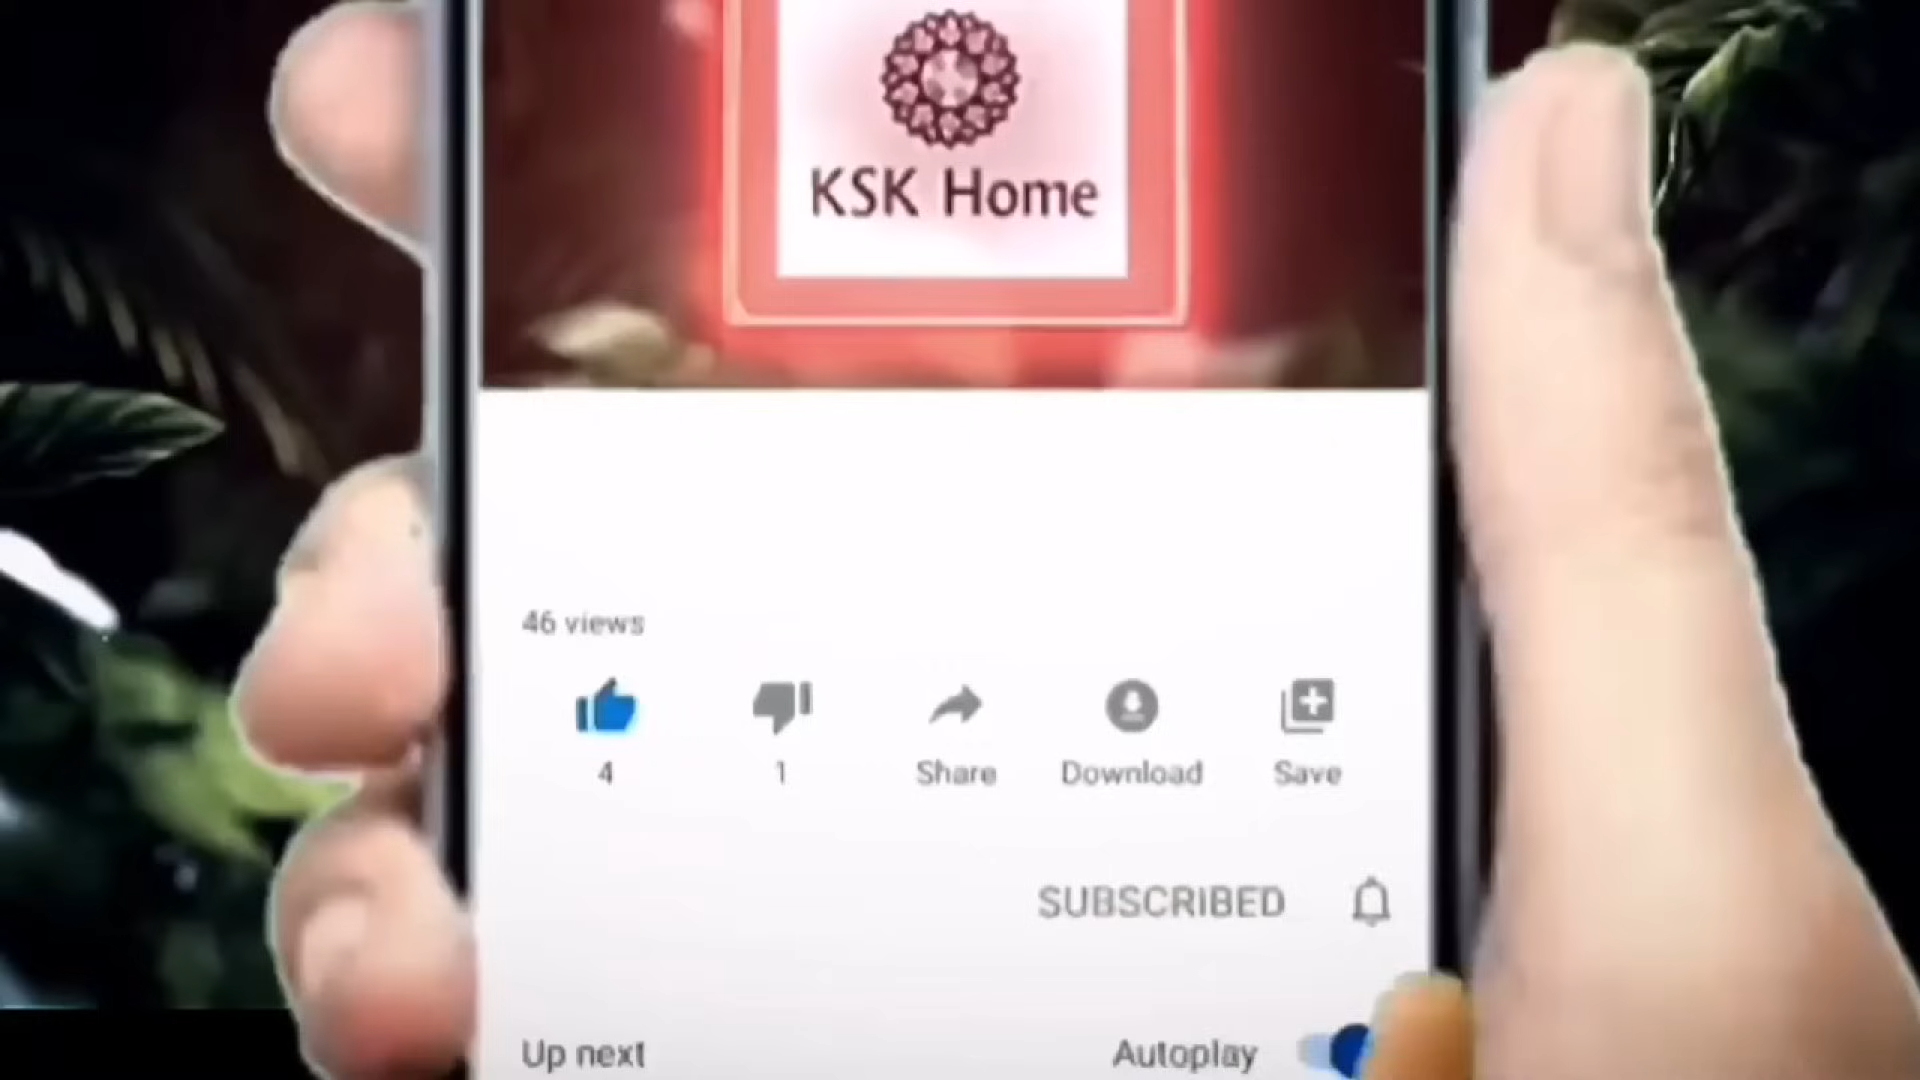 KSK Home
46 views
4
1
Share
Download
Save
SUBSCRIBED
Up next
Autoplay